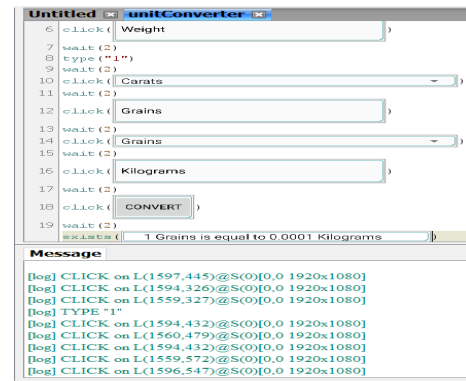 Untitled unitConverter
6 click( Weight )
7 wait(2)
8 type("1")
9 wait(2)
10 click( Carats )
11 wait(2)
12 click( Grains )
13 wait(2)
14 click( Grains )
15 wait(2)
16 click( Kilograms )
17 wait(2)
18 click( CONVERT )
19 wait(2)
exists( 1 Grains is equal to 0.0001 Kilograms )
Message
[log] CLICK on L(1597,445)@S(0)[0,0 1920x1080]
[log] CLICK on L(1594,326)@S(0)[0,0 1920x1080]
[log] CLICK on L(1559,327)@S(0)[0,0 1920x1080]
[log] TYPE "1"
[log] CLICK on L(1594,432)@S(0)[0,0 1920x1080]
[log] CLICK on L(1560,479)@S(0)[0,0 1920x1080]
[log] CLICK on L(1594,432)@S(0)[0,0 1920x1080]
[log] CLICK on L(1559,572)@S(0)[0,0 1920x1080]
[log] CLICK on L(1596,547)@S(0)[0,0 1920x1080]